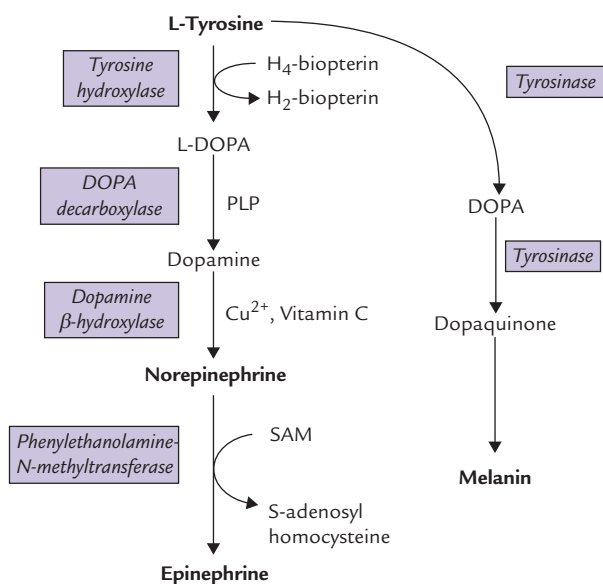 L-Tyrosine
Tyrosine
hydroxylase
H₄-biopterin
H₂-biopterin
Tyrosinase
L-DOPA
DOPA
decarboxylase
PLP
DOPA
Dopamine
Tyrosinase
Dopamine
β-hydroxylase
Cu²⁺, Vitamin C
Dopaquinone
Norepinephrine
Phenylethanolamine-
N-methyltransferase
SAM
Melanin
S-adenosyl
homocysteine
Epinephrine